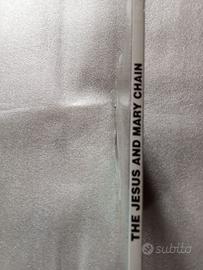 THE JESUS AND MARY CHAIN
subito